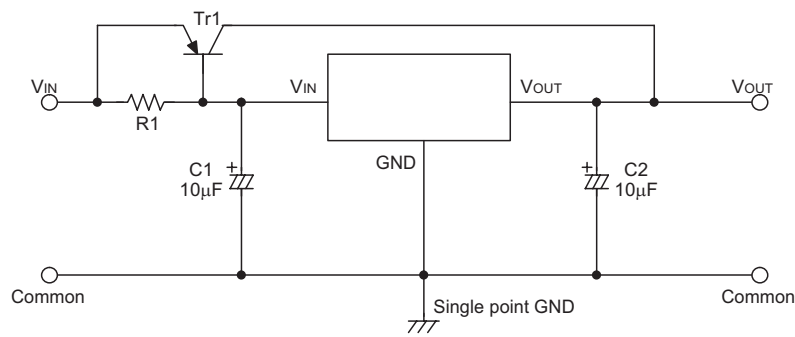 Tr1
VIN
R1
VIN
VOUT
VOUT
GND
C1
10μF
C2
10μF
Common
Single point GND
Common